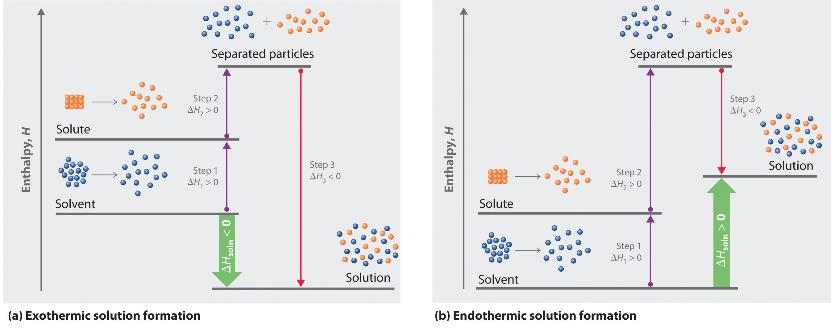 +
Separated particles
Step 2
ΔH₂ > 0
Solute
Step 1
ΔH₁ > 0
Solvent
Step 3
ΔH₃ < 0
ΔHsoln < 0
Solution
Enthalpy, H
(a) Exothermic solution formation
+
Separated particles
Step 3
ΔH₃ < 0
Solution
Step 2
ΔH₂ > 0
Solute
Step 1
ΔH₁ > 0
Solvent
ΔHsoln > 0
Enthalpy, H
(b) Endothermic solution formation